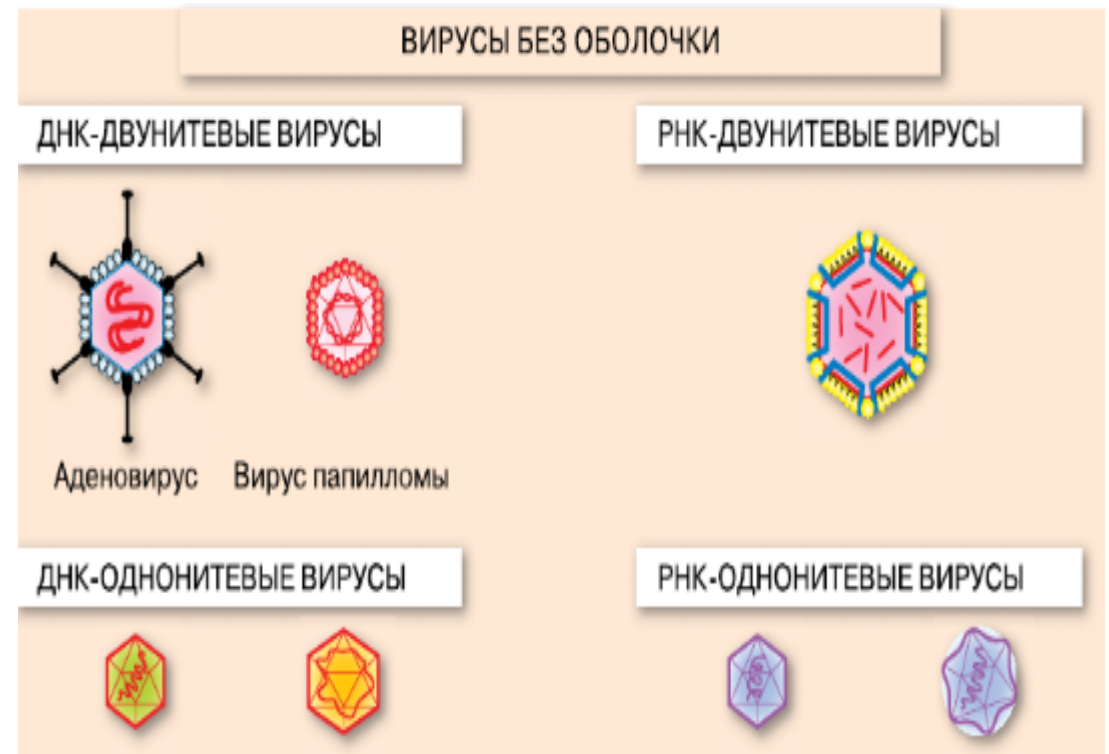 ВИРУСЫ БЕЗ ОБОЛОЧКИ
ДНК-ДВУНИТЕВЫЕ ВИРУСЫ
РНК-ДВУНИТЕВЫЕ ВИРУСЫ
Аденовирус
Вирус папилломы
ДНК-ОДНОНИТЕВЫЕ ВИРУСЫ
РНК-ОДНОНИТЕВЫЕ ВИРУСЫ